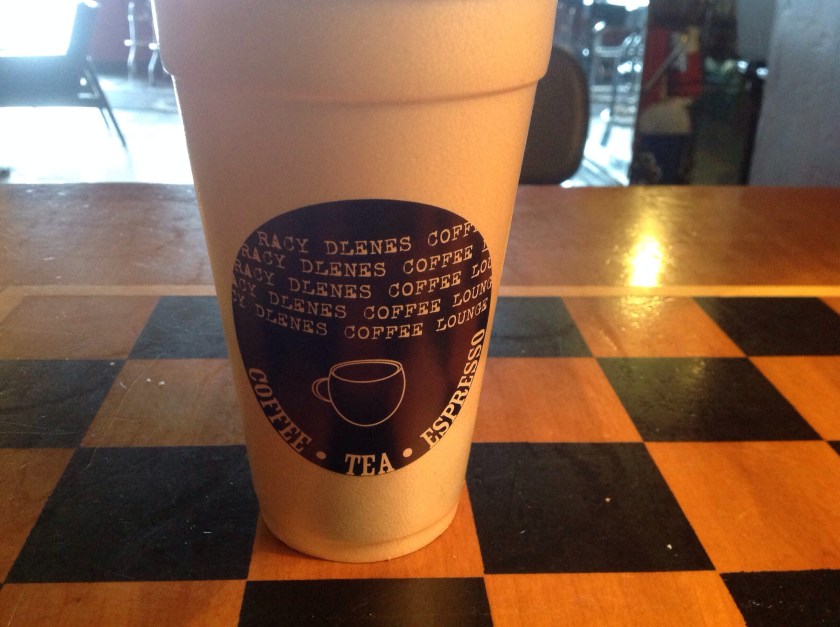 RACY DLENES COFF
RACY DLENES COFFEE L
RACY DLENES COFFEE LOU
CY DLENES COFFEE LOUNG
Y DLENES COFFEE LOUNGE
COFFEE • TEA • ESPRESSO